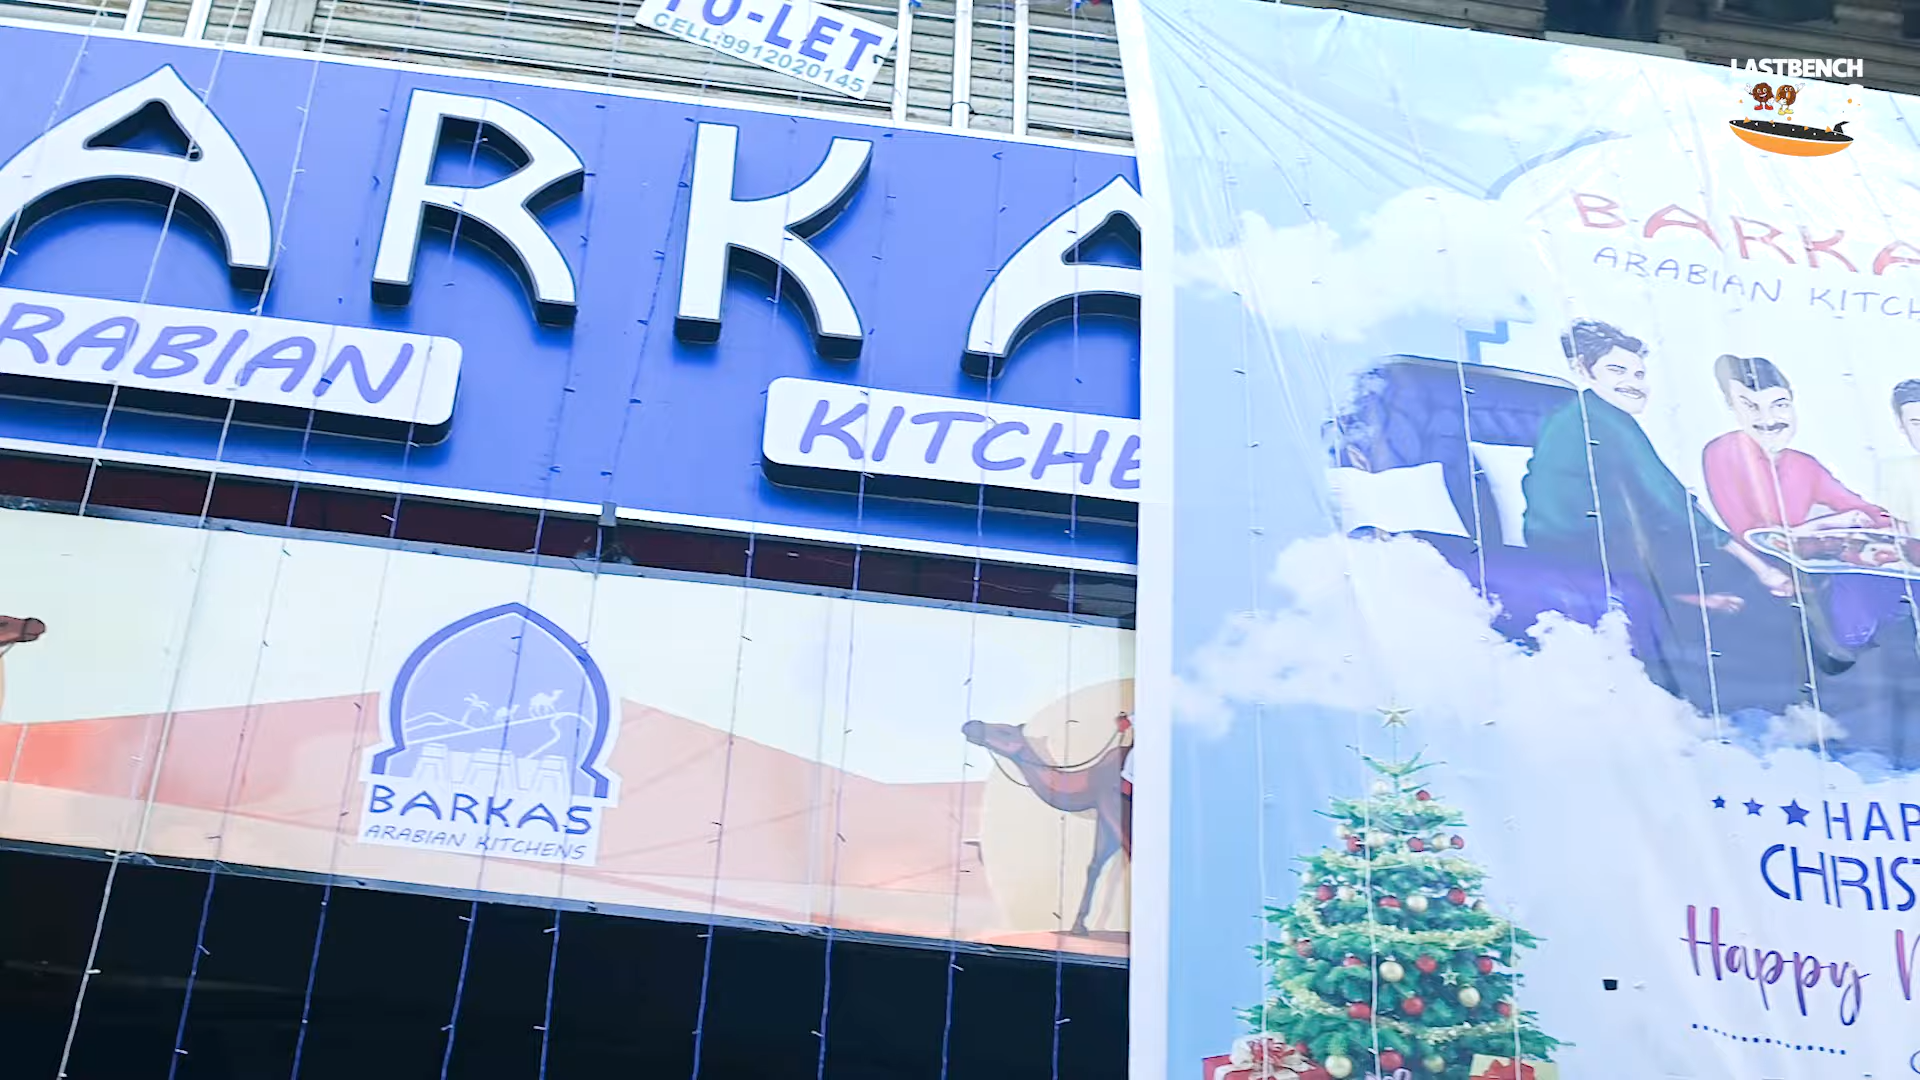 TO-LET
CELL:9912020145
ARKA
RABIAN
KITCHE
BARKAS
ARABIAN KITCHENS
LASTBENCH
BARKA
ARABIAN KITCH
HAP
CHRIS
Happy